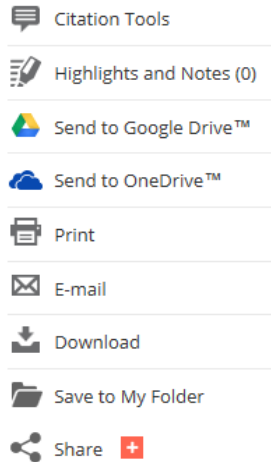 Citation Tools
Highlights and Notes (0)
Send to Google Drive™
Send to OneDrive™
Print
E-mail
Download
Save to My Folder
Share